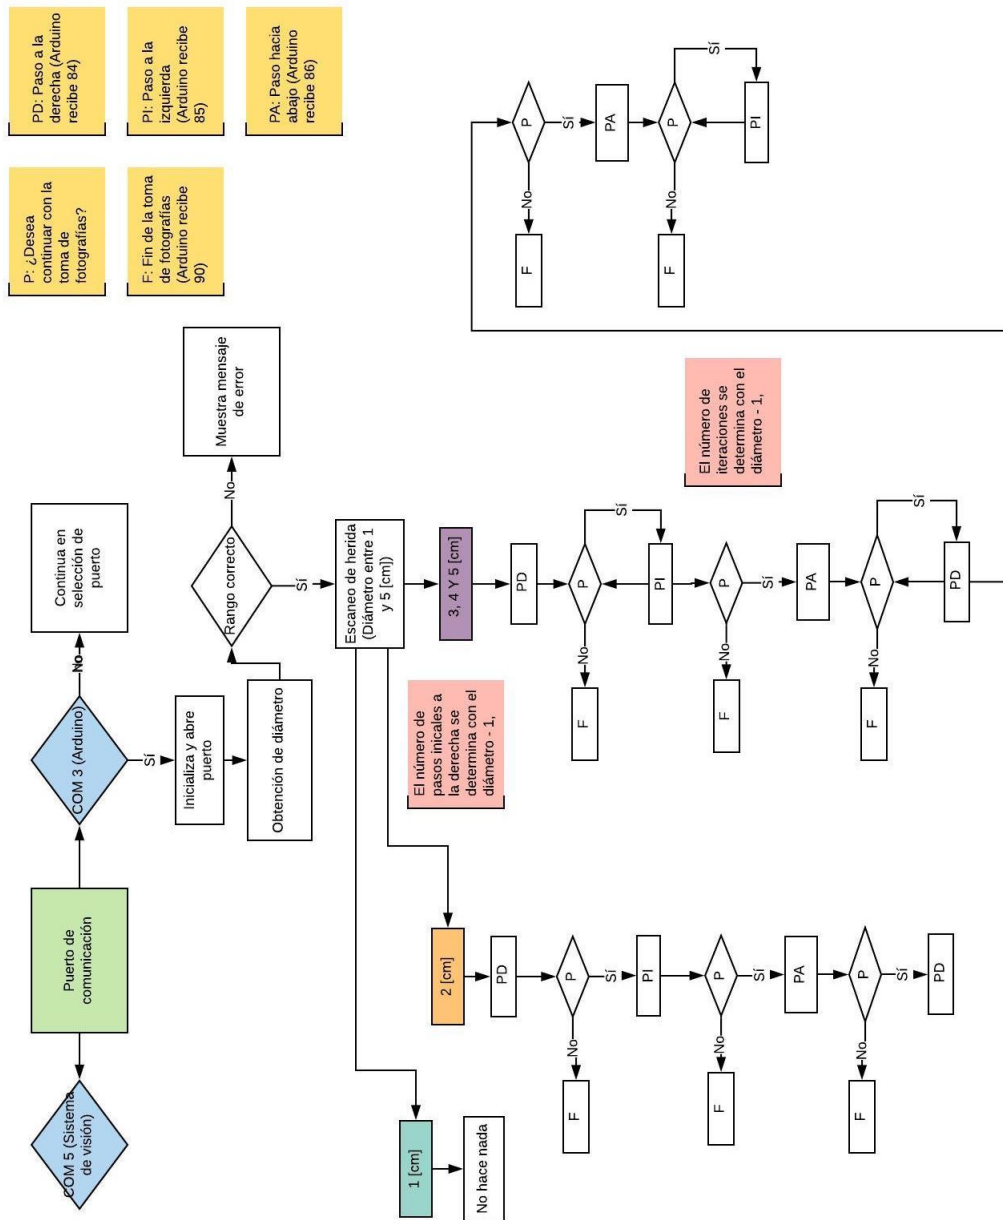 COM 5 (Sistema
de visión)
Puerto de
comunicación
COM 3 (Arduino)
No
Continua en
selección de
puerto
P: ¿Desea
continuar con la
toma de
fotografías?
PD: Paso a la
derecha (Arduino
recibe 84)
F: Fin de la toma
de fotografías
(Arduino recibe
90)
PI: Paso a la
izquierda
(Arduino recibe
85)
PA: Paso hacia
abajo (Arduino
recibe 86)
Sí
Inicializa y abre
puerto
Obtención de diámetro
Rango correcto
No
Muestra mensaje
de error
Sí
Escaneo de herida
(Diámetro entre 1
y 5 [cm])
1 [cm]
No hace nada
2 [cm]
PD
P
No
F
Sí
PI
P
No
F
Sí
PA
P
No
F
Sí
PD
El número de
pasos inicales a
la derecha se
determina con el
diámetro - 1,
3, 4 Y 5 [cm]
PD
P
No
F
Sí
PI
P
No
F
Sí
PA
P
No
F
Sí
PD
El número de
iteraciones se
determina con el
diámetro - 1,
P
No
F
Sí
PA
P
No
F
Sí
PI